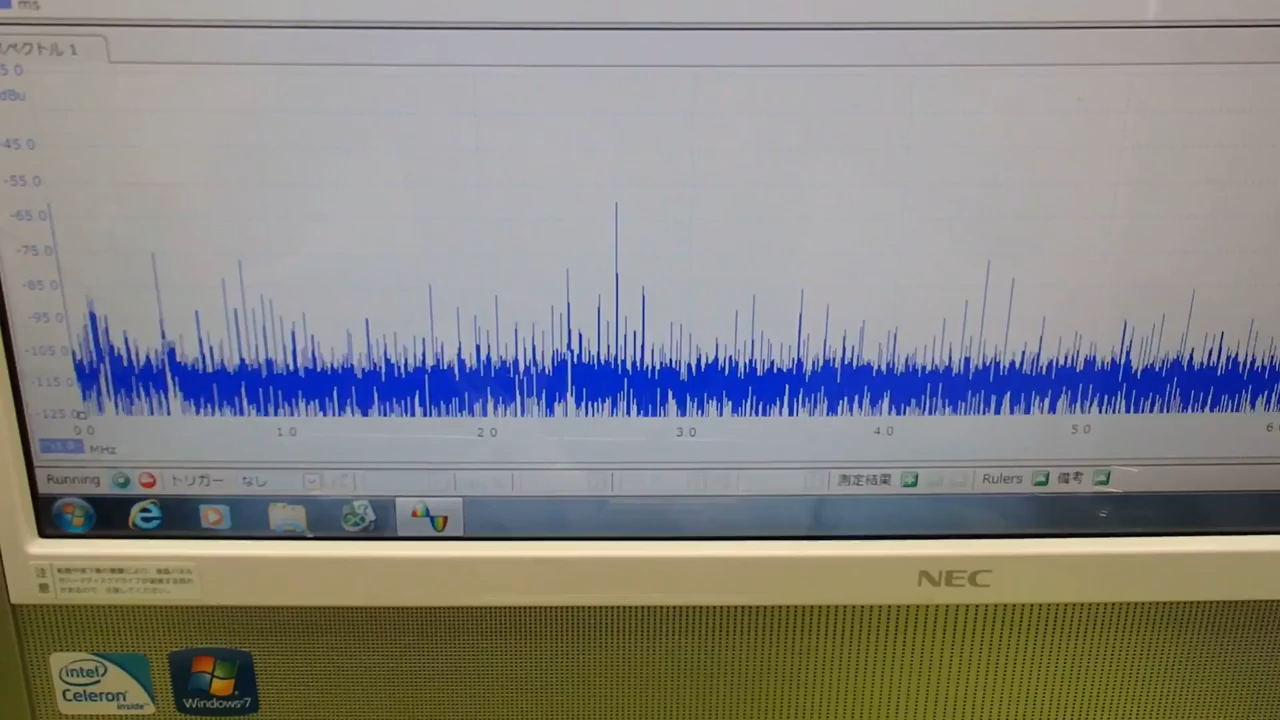 ms
ペクトル 1
5 0
dBu
-45.0
-55.0
-65.0
-75.0
-85.0
-95.0
-105.0
-115.0
-125.0
0.0 1.0 2.0 3.0 4.0 5.0 6
MHz
Running トリガー なし 測定結果 Rulers 備考
NEC
注意
intel
Celeron
inside
Windows 7